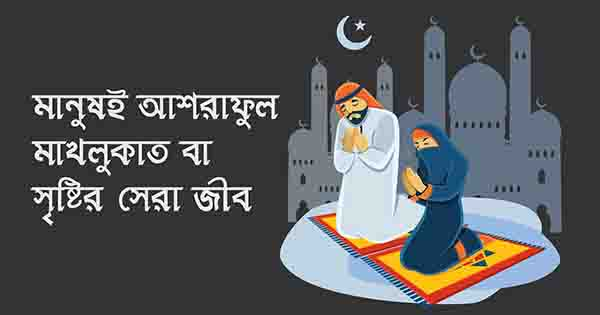 মানুষই আশরাফুল
মাখলুকাত বা
সৃষ্টির সেরা জীব